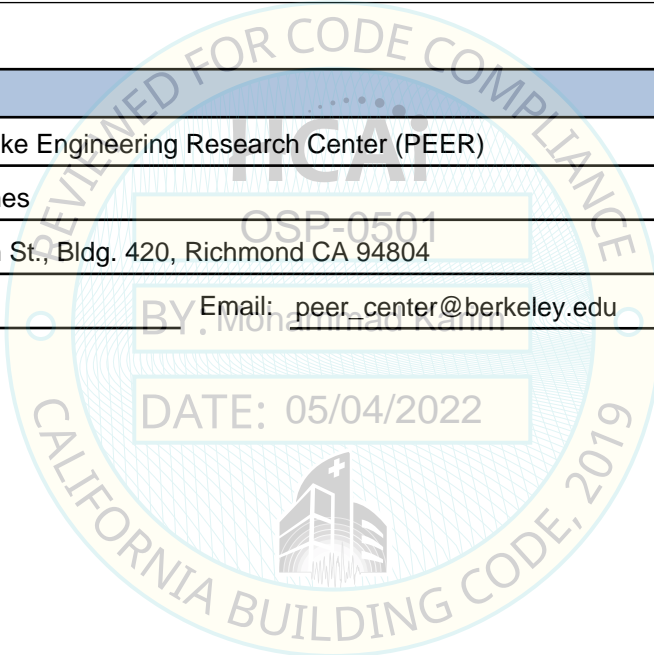 REVIEWED FOR CODE COMPLIANCE
HCAi
ke Engineering Research Center (PEER)
nes
OSP-0501
St., Bldg. 420, Richmond CA 94804
Email: peer_center@berkeley.edu
BY: Mohammad Karim
DATE: 05/04/2022
CALIFORNIA BUILDING CODE, 2019